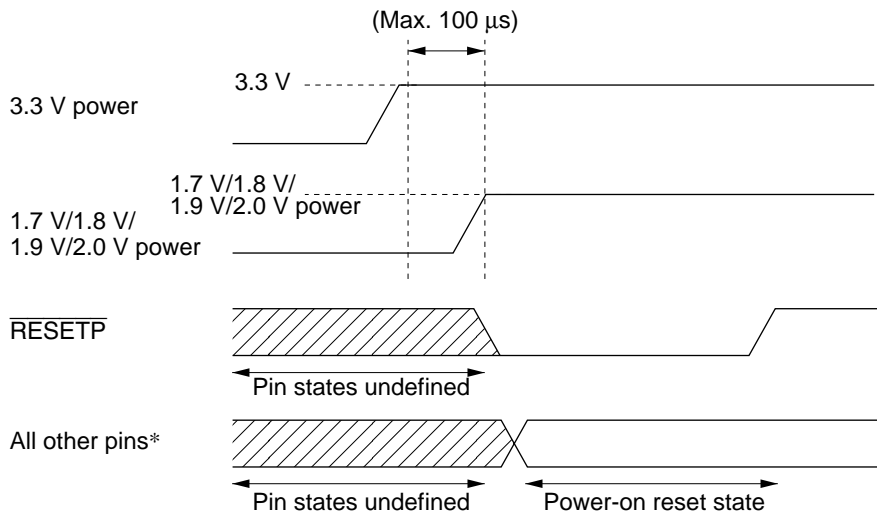 (Max. 100 μs)
3.3 V
3.3 V power
1.7 V/1.8 V/
1.9 V/2.0 V power
1.7 V/1.8 V/
1.9 V/2.0 V power
RESETP
Pin states undefined
All other pins*
Pin states undefined
Power-on reset state